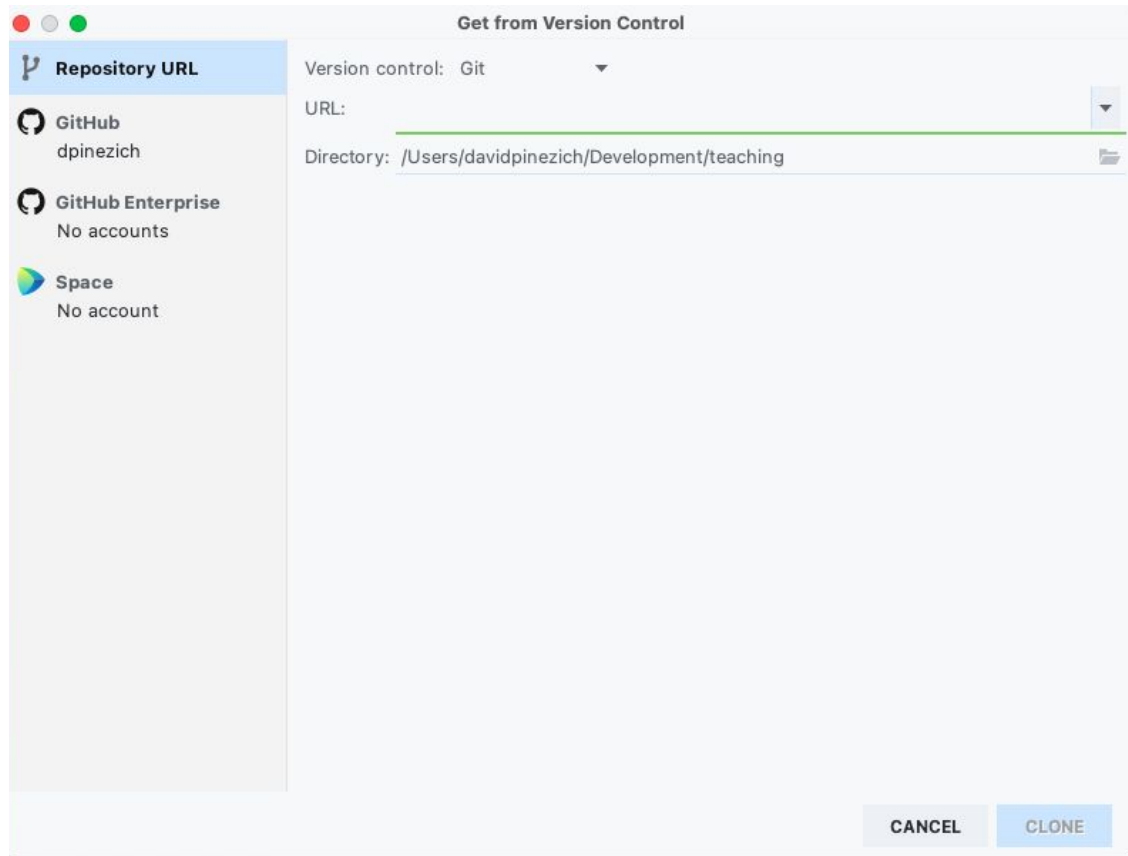 Get from Version Control
Repository URL
GitHub
dpinezich
GitHub Enterprise
No accounts
Space
No account
Version control: Git
URL:
Directory: /Users/davidpinezich/Development/teaching
CANCEL
CLONE